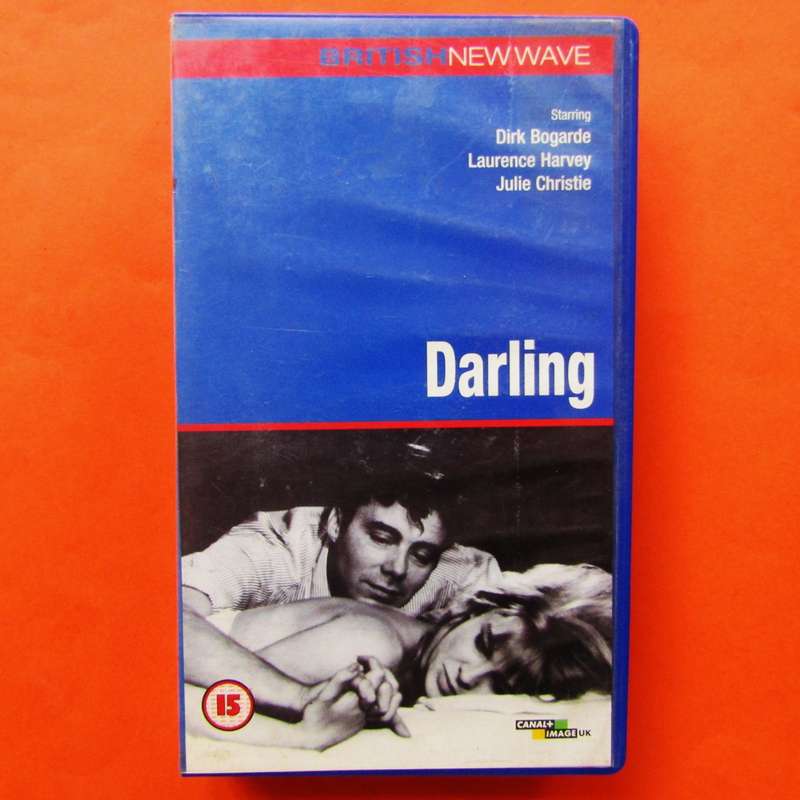 BRITISHNEWWAVE
Starring
Dirk Bogarde
Laurence Harvey
Julie Christie
Darling
15
CANAL+
IMAGE UK